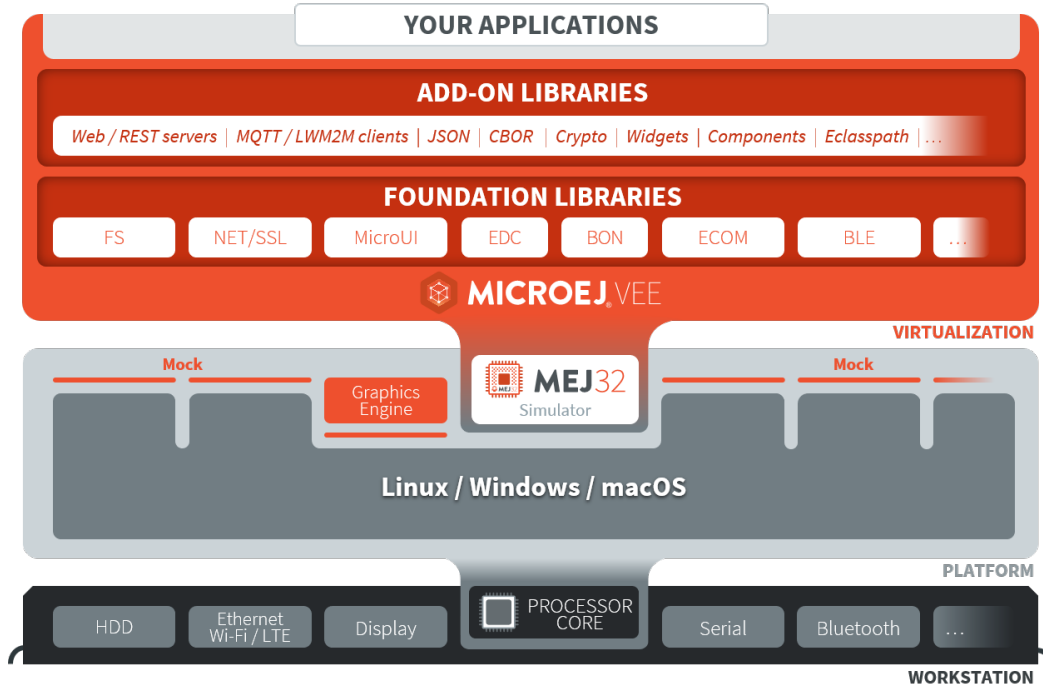 YOUR APPLICATIONS
ADD-ON LIBRARIES
Web / REST servers | MQTT / LWM2M clients | JSON | CBOR | Crypto | Widgets | Components | Eclasspath | ...
FOUNDATION LIBRARIES
FS NET/SSL MicroUI EDC BON ECOM BLE ...
MICROEJ® VEE
VIRTUALIZATION
Mock Mock
Graphics
Engine
MEJ MEJ32
Simulator
Linux / Windows / macOS
PLATFORM
HDD
Ethernet
Wi-Fi / LTE
Display
PROCESSOR
CORE
Serial
Bluetooth
...
WORKSTATION